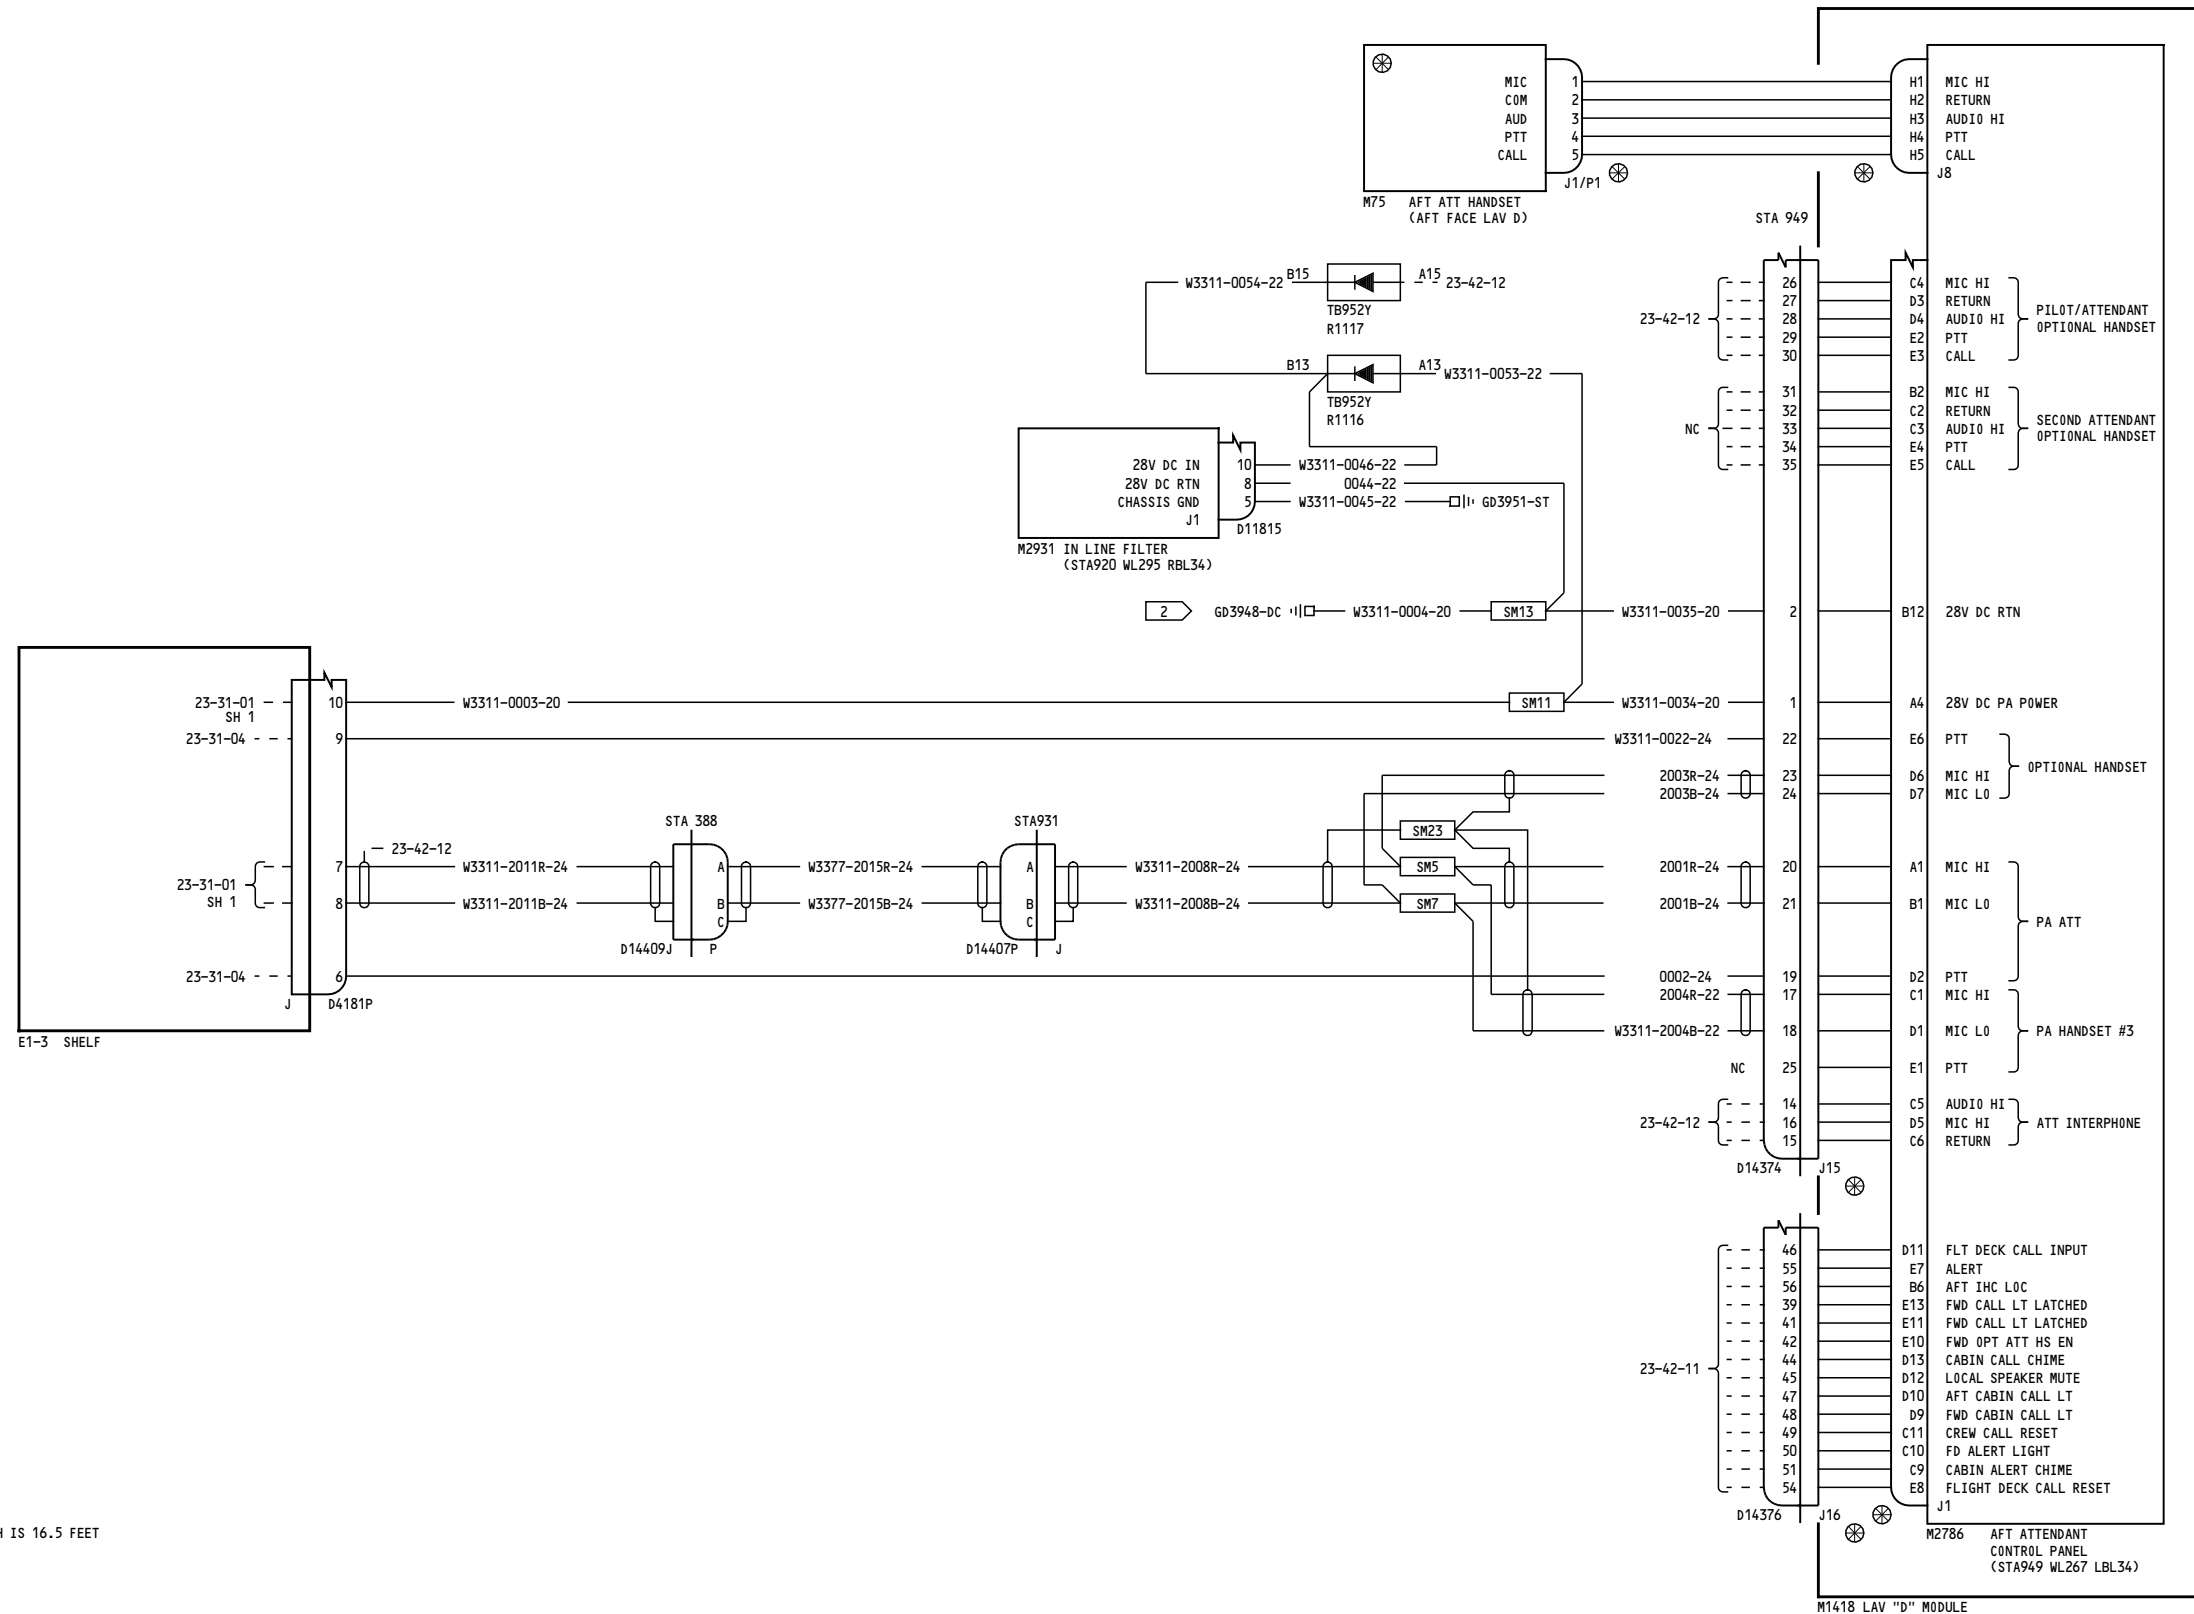 MIC 1
COM 2
AUD 3
PTT 4
CALL 5
J1/P1
M75 AFT ATT HANDSET
(AFT FACE LAV D)
H1 MIC HI
H2 RETURN
H3 AUDIO HI
H4 PTT
H5 CALL
J8
STA 949
W3311-0054-22 B15 A15 23-42-12
TB952Y
R1117
B13 A13 W3311-0053-22
TB952Y
R1116
28V DC IN 10 W3311-0046-22
28V DC RTN 8 0044-22
CHASSIS GND 5 W3311-0045-22 GD3951-ST
J1
D11815
M2931 IN LINE FILTER
(STA920 WL295 RBL34)
23-42-12
26 C4 MIC HI
27 D3 RETURN
28 D4 AUDIO HI
29 E2 PTT
30 E3 CALL
PILOT/ATTENDANT
OPTIONAL HANDSET
NC
31 B2 MIC HI
32 C2 RETURN
33 C3 AUDIO HI
34 E4 PTT
35 E5 CALL
SECOND ATTENDANT
OPTIONAL HANDSET
2 GD3948-DC W3311-0004-20 SM13 W3311-0035-20 2 B12 28V DC RTN
23-31-01 10 W3311-0003-20 SM11 W3311-0034-20 1 A4 28V DC PA POWER
SH 1
23-31-04 9 W3311-0022-24 22 E6 PTT
2003R-24 23 D6 MIC HI
2003B-24 24 D7 MIC LO
OPTIONAL HANDSET
STA 388
STA931
SM23
23-42-12
23-31-01
SH 1
7 W3311-2011R-24 A W3377-2015R-24 A W3311-2008R-24 SM5 2001R-24 20 A1 MIC HI
8 W3311-2011B-24 B W3377-2015B-24 B W3311-2008B-24 SM7 2001B-24 21 B1 MIC LO
C C
D14409J P
D14407P J
PA ATT
23-31-04 6 0002-24 19 D2 PTT
J D4181P
E1-3 SHELF
2004R-22 17 C1 MIC HI
W3311-2004B-22 18 D1 MIC LO
NC 25 E1 PTT
PA HANDSET #3
23-42-12
14 C5 AUDIO HI
16 D5 MIC HI
15 C6 RETURN
ATT INTERPHONE
D14374 J15
23-42-11
46 D11 FLT DECK CALL INPUT
55 E7 ALERT
56 B6 AFT IHC LOC
39 E13 FWD CALL LT LATCHED
41 E11 FWD CALL LT LATCHED
42 E10 FWD OPT ATT HS EN
44 D13 CABIN CALL CHIME
45 D12 LOCAL SPEAKER MUTE
47 D10 AFT CABIN CALL LT
48 D9 FWD CABIN CALL LT
49 C11 CREW CALL RESET
50 C10 FD ALERT LIGHT
51 C9 CABIN ALERT CHIME
54 E8 FLIGHT DECK CALL RESET
D14376 J16
J1
M2786 AFT ATTENDANT
CONTROL PANEL
(STA949 WL267 LBL34)
IS 16.5 FEET
M1418 LAV "D" MODULE